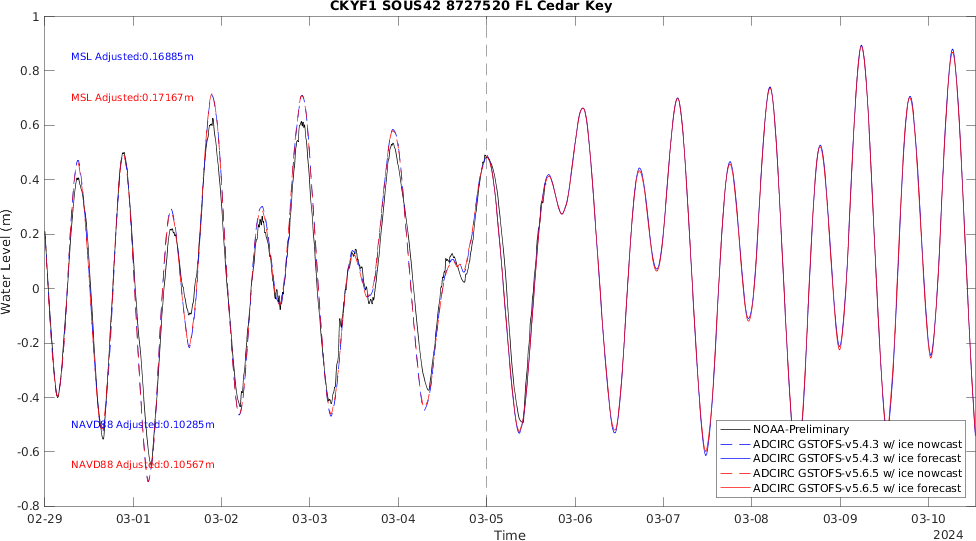 CKYF1 SOUS42 8727520 FL Cedar Key
1
0.8
0.6
0.4
0.2
0
-0.2
-0.4
-0.6
-0.8
Water Level (m)
MSL Adjusted:0.16885m
MSL Adjusted:0.17167m
NAVD88 Adjusted:0.10285m
NAVD88 Adjusted:0.10567m
NOAA-Preliminary
ADCIRC GSTOFS-v5.4.3 w/ ice nowcast
ADCIRC GSTOFS-v5.4.3 w/ ice forecast
ADCIRC GSTOFS-v5.6.5 w/ ice nowcast
ADCIRC GSTOFS-v5.6.5 w/ ice forecast
02-29 03-01 03-02 03-03 03-04 03-05 03-06 03-07 03-08 03-09 03-10
Time
2024